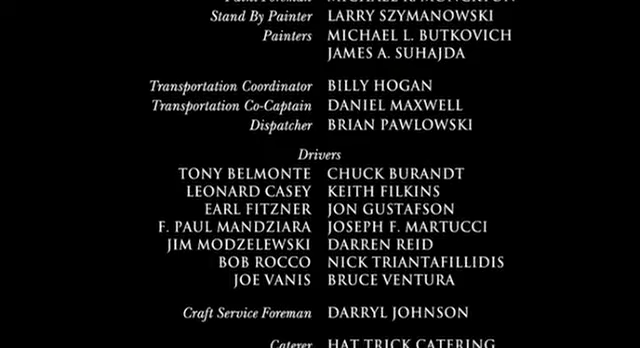 Stand By Painter LARRY SZYMANOWSKI
Painters MICHAEL L. BUTKOVICH
JAMES A. SUHAJDA
Transportation Coordinator BILLY HOGAN
Transportation Co-Captain DANIEL MAXWELL
Dispatcher BRIAN PAWLOWSKI
Drivers
TONY BELMONTE CHUCK BURANDT
LEONARD CASEY KEITH FILKINS
EARL FITZNER JON GUSTAFSON
F. PAUL MANDZIARA JOSEPH F. MARTUCCI
JIM MODZELEWSKI DARREN REID
BOB ROCCO NICK TRIANTAFILLIDIS
JOE VANIS BRUCE VENTURA
Craft Service Foreman DARRYL JOHNSON
Caterer HAT TRICK CATERING